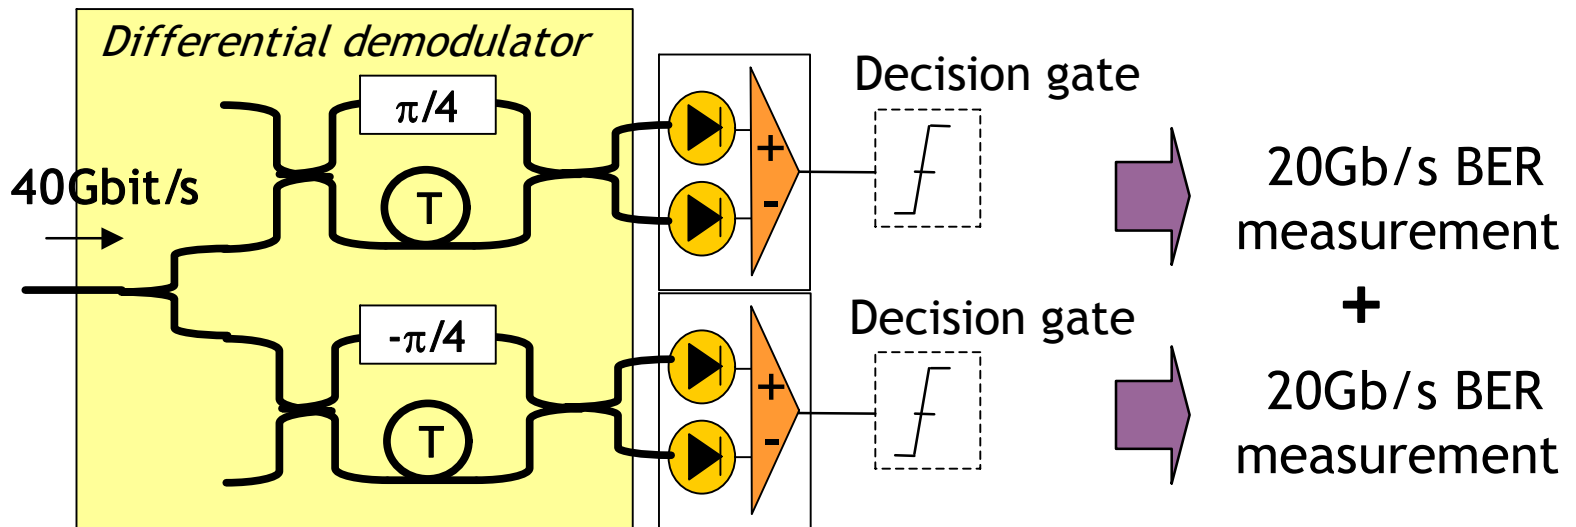 Differential demodulator
40Gbit/s
π/4
T
+
-
Decision gate
20Gb/s BER
measurement
+
-π/4
T
+
-
Decision gate
20Gb/s BER
measurement